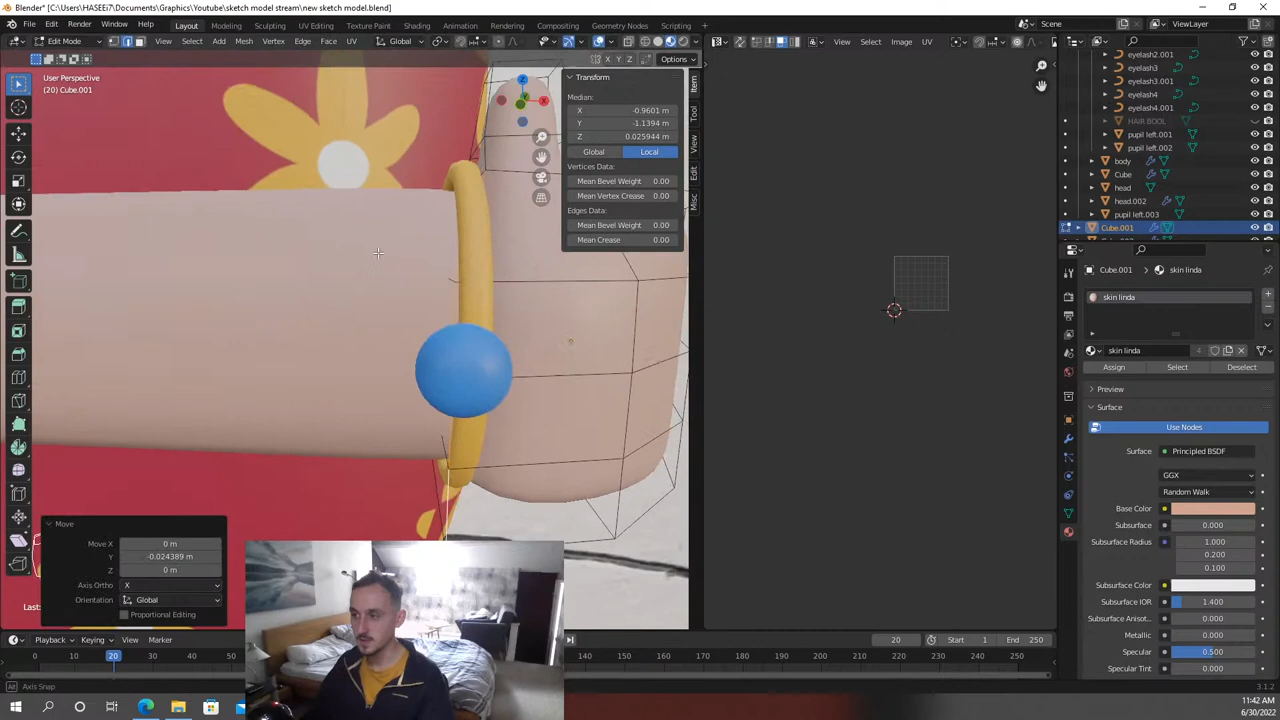 Blender* [C:\Users\HASEEi7\Documents\Graphics\Youtube\sketch model stream\new sketch model.blend]
File Edit Render Window Help Layout Modeling Sculpting UV Editing Texture Paint Shading Animation Rendering Compositing Geometry Nodes Scripting Scene ViewLayer
Edit Mode View Select Add Mesh Vertex Edge Face UV Global View Select Image UV
X Y Z Options
User Perspective
(20) Cube.001
Transform
Median:
X -0.9601 m
Y -1.1394 m
Z 0.025944 m
Global Local
Vertices Data:
Mean Bevel Weight 0.00
Mean Vertex Crease 0.00
Edges Data:
Mean Bevel Weight 0.00
Mean Crease 0.00
Item
Tool
View
Edit
Misc
Z
X
eyelash2.001
eyelash3
eyelash3.001
eyelash4
eyelash4.001
HAIR BOOL
pupil left.001
pupil left.002
body
Cube
head
head.002
pupil left.003
Cube.001
Cube.001 skin linda
skin linda
skin linda 4
Assign Select Deselect
Preview
Surface
Use Nodes
Surface Principled BSDF
GGX
Random Walk
Base Color
Subsurface 0.000
Subsurface Radius 1.000
0.200
0.100
Subsurface Color
Subsurface IOR 1.400
Subsurface Anisot.. 0.000
Metallic 0.000
Specular 0.500
Specular Tint 0.000
Move
Move X 0 m
Y -0.024389 m
Z 0 m
Axis Ortho X
Orientation Global
Proportional Editing
Last:
Playback Keying View Marker 20 Start 1 End 250
0 10 20 30 40 50 140 150 160 170 180 190 200 210 220 230 240 250
Axis Snap 3.1.2
11:42 AM
6/30/2022